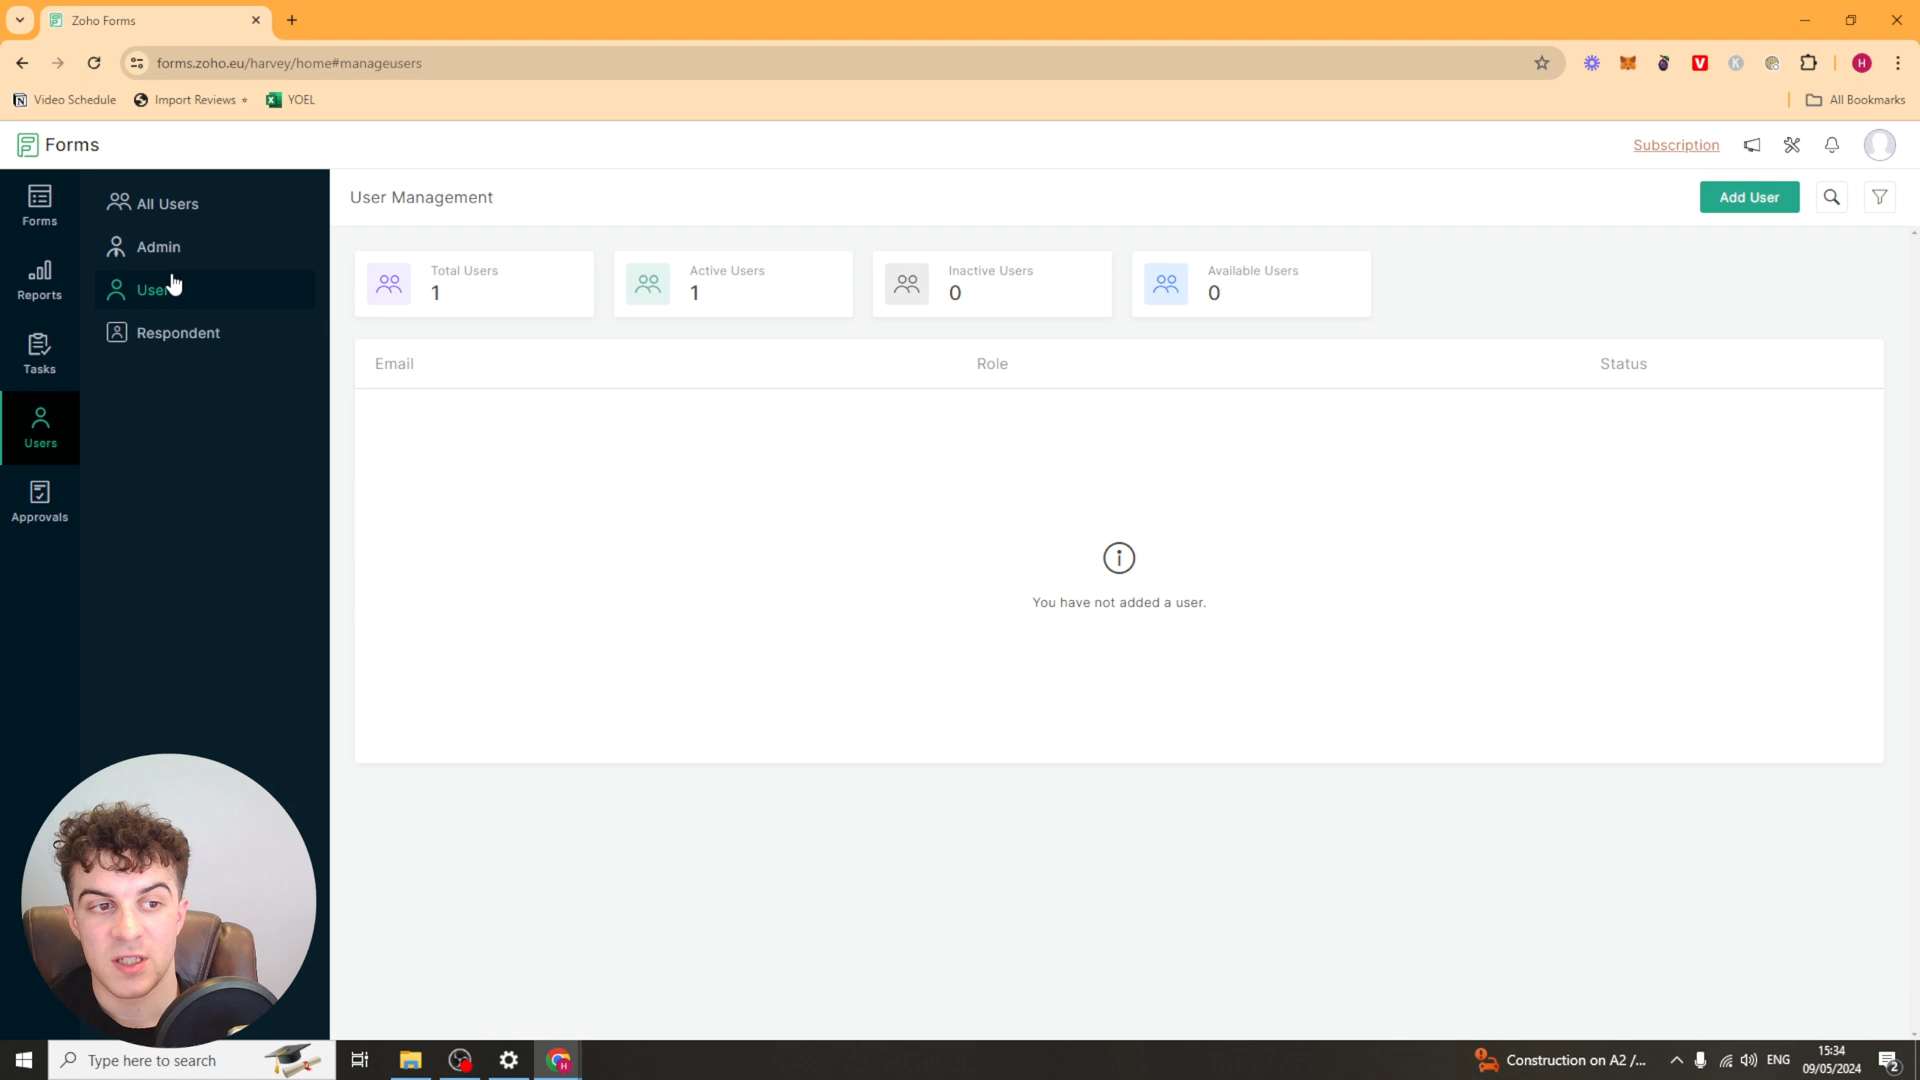 Zoho Forms
forms.zoho.eu/harvey/home#manageusers
Video Schedule
Import Reviews
YOEL
All Bookmarks
Forms
Subscription
Forms
Reports
Tasks
Users
Approvals
All Users
Admin
User
Respondent
User Management
Add User
Total Users
1
Active Users
1
Inactive Users
0
Available Users
0
Email
Role
Status
You have not added a user.
Type here to search
Construction on A2 /...
ENG
15:34
09/05/2024
2
H
V
K
H